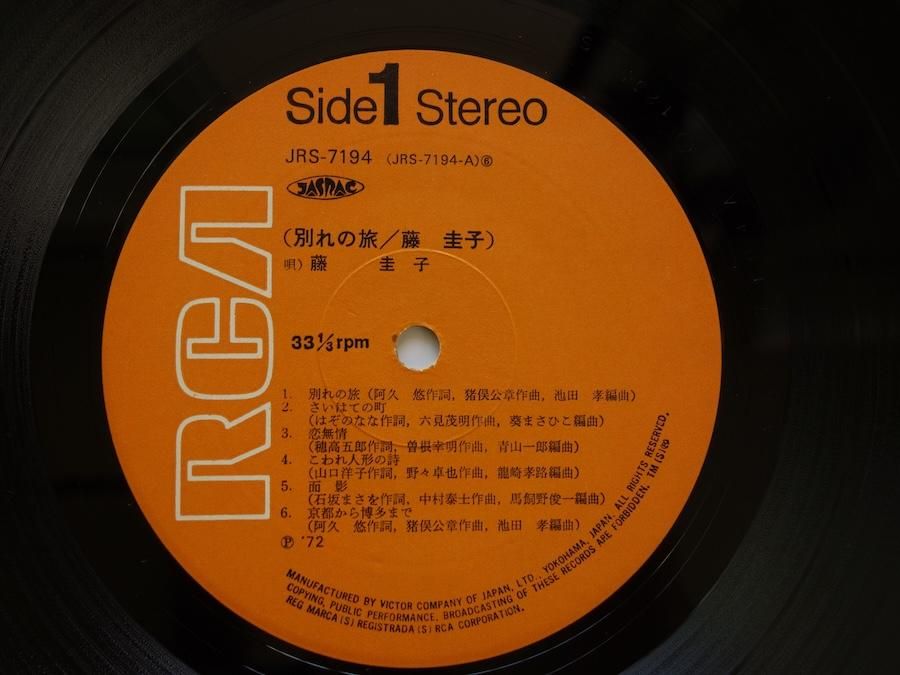 Side 1 Stereo
JRS-7194 (JRS-7194-A)⑥
JASRAC
RCA
(別れの旅／藤 圭子)
唄) 藤 圭 子
33⅓rpm
1. 別れの旅 (阿久 悠作詞, 猪俣公章作曲, 池田 孝編曲)
2. さいはての町
(はぞのなな作詞, 六見茂明作曲, 葵まさひこ編曲)
3. 恋無情
(穂高五郎作詞, 曽根幸明作曲, 青山一郎編曲)
4. こわれ人形の詩
(山口洋子作詞, 野々卓也作曲, 龍崎孝路編曲)
5. 面 影
(石坂まさを作詞, 中村泰士作曲, 馬飼野俊一編曲)
6. 京都から博多まで
(阿久 悠作詞, 猪俣公章作曲, 池田 孝編曲)
Ⓟ '72
MANUFACTURED BY VICTOR COMPANY OF JAPAN, LTD., YOKOHAMA, JAPAN. ALL RIGHTS RESERVED.
COPYING, PUBLIC PERFORMANCE, BROADCASTING OF THESE RECORDS ARE FORBIDDEN. TM(S)®
REG MARCA(S) REGISTRADA(S) RCA CORPORATION.